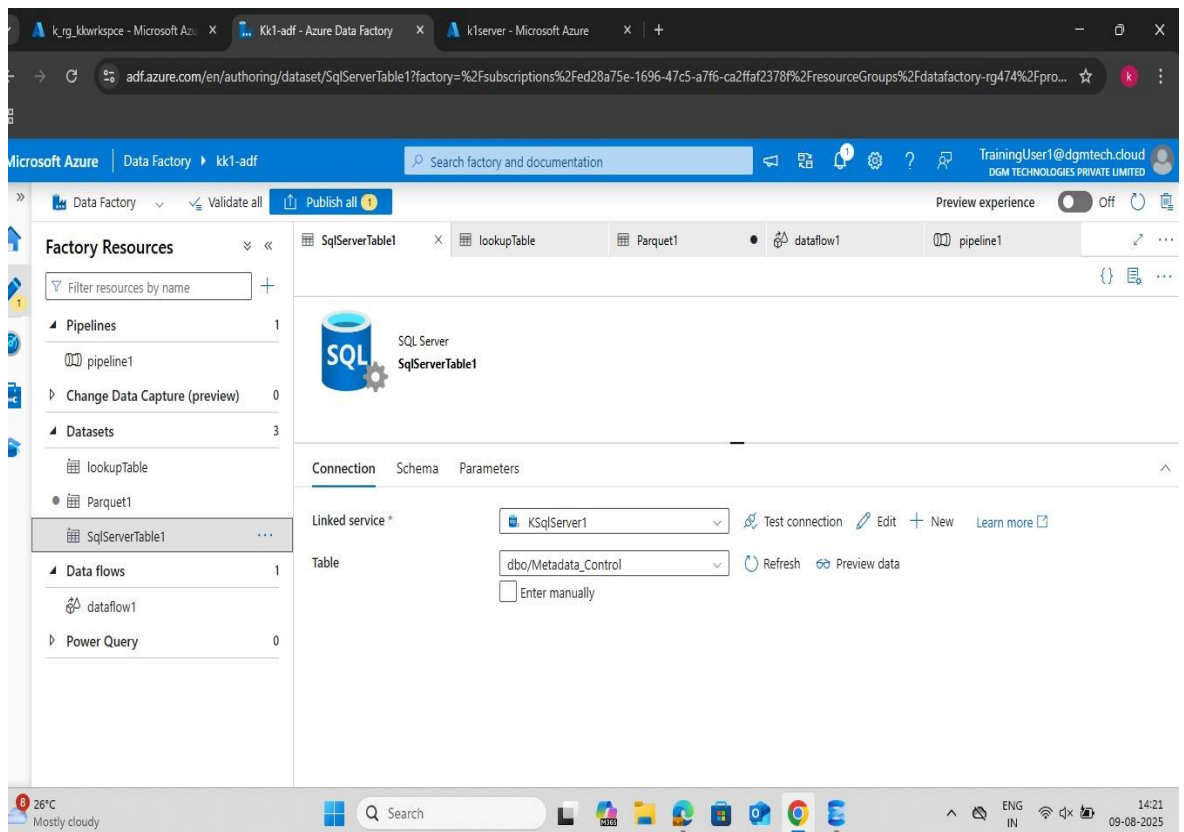 k_rg_kkwrkspce - Microsoft Azu
Kk1-adf - Azure Data Factory
k1server - Microsoft Azure
adf.azure.com/en/authoring/dataset/SqlServerTable1?factory=%2Fsubscriptions%2Fed28a75e-1696-47c5-a7f6-ca2ffaf2378f%2FresourceGroups%2Fdatafactory-rg474%2Fpro...
k
Microsoft Azure | Data Factory kk1-adf
Search factory and documentation
1
TrainingUser1@dgmtech.cloud
DGM TECHNOLOGIES PRIVATE LIMITED
Data Factory
Validate all
Publish all 1
Preview experience Off
1
Factory Resources
Filter resources by name
Pipelines 1
pipeline1
Change Data Capture (preview) 0
Datasets 3
lookupTable
Parquet1
SqlServerTable1 ...
Data flows 1
dataflow1
Power Query 0
SqlServerTable1
lookupTable
Parquet1
dataflow1
pipeline1
{}
SQL
SQL Server
SqlServerTable1
Connection Schema Parameters
Linked service * KSqlServer1 Test connection Edit New Learn more
Table dbo/Metadata_Control Refresh Preview data
Enter manually
8
26°C
Mostly cloudy
Search
M365
ENG
IN
14:21
09-08-2025